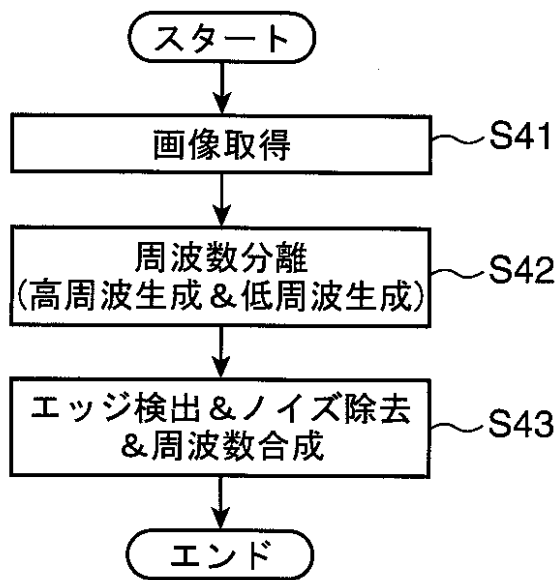 スタート
画像取得
S41
周波数分離
(高周波生成＆低周波生成)
S42
エッジ検出＆ノイズ除去
＆周波数合成
S43
エンド